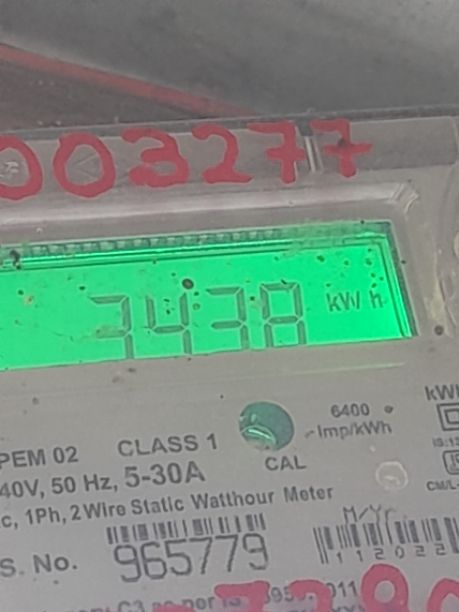 003277
3438 kWh
6400
Imp/kWh
PEM 02 CLASS 1
CAL
40V, 50 Hz, 5-30A
c, 1Ph, 2 Wire Static Watthour Meter
M/Yr
S. No. 965779
112022